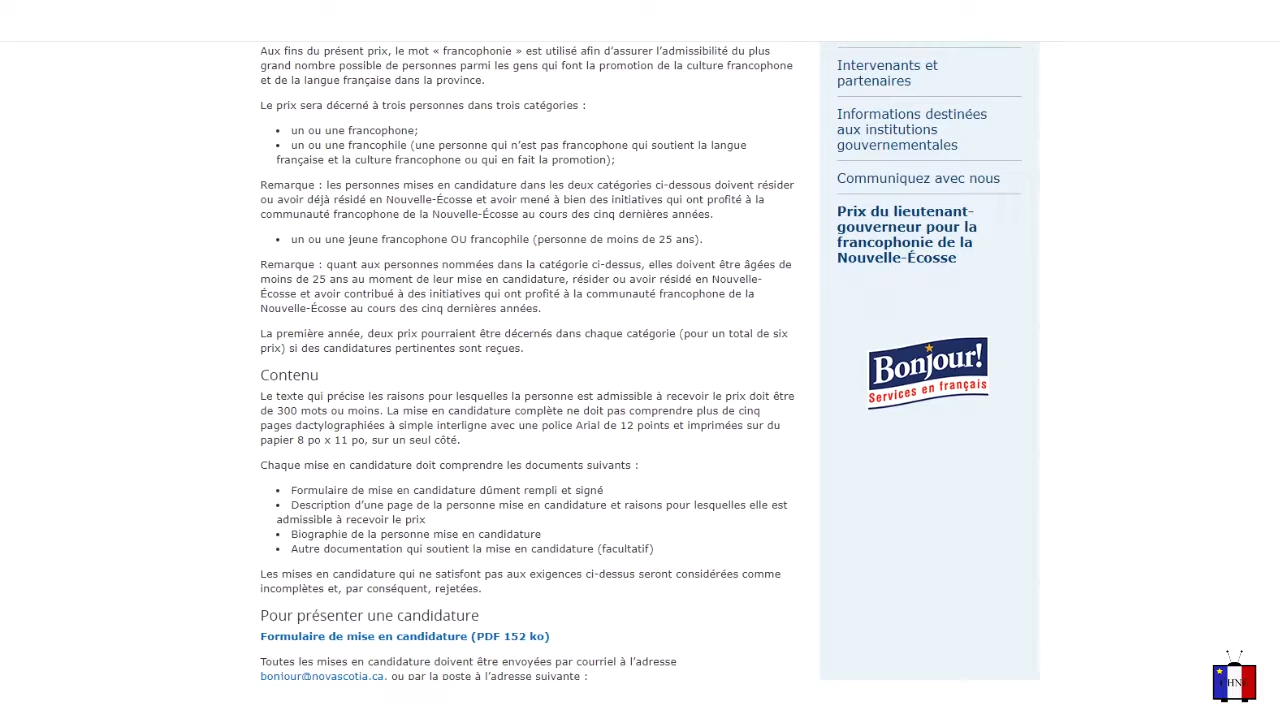 Aux fins du présent prix, le mot « francophonie » est utilisé afin d'assurer l'admissibilité du plus
grand nombre possible de personnes parmi les gens qui font la promotion de la culture francophone
et de la langue française dans la province.
Le prix sera décerné à trois personnes dans trois catégories :
• un ou une francophone;
• un ou une francophile (une personne qui n'est pas francophone qui soutient la langue
française et la culture francophone ou qui en fait la promotion);
Remarque : les personnes mises en candidature dans les deux catégories ci-dessous doivent résider
ou avoir déjà résidé en Nouvelle-Écosse et avoir mené à bien des initiatives qui ont profité à la
communauté francophone de la Nouvelle-Écosse au cours des cinq dernières années.
• un ou une jeune francophone OU francophile (personne de moins de 25 ans).
Remarque : quant aux personnes nommées dans la catégorie ci-dessus, elles doivent être âgées de
moins de 25 ans au moment de leur mise en candidature, résider ou avoir résidé en Nouvelle-
Écosse et avoir contribué à des initiatives qui ont profité à la communauté francophone de la
Nouvelle-Écosse au cours des cinq dernières années.
La première année, deux prix pourraient être décernés dans chaque catégorie (pour un total de six
prix) si des candidatures pertinentes sont reçues.
Contenu
Le texte qui précise les raisons pour lesquelles la personne est admissible à recevoir le prix doit être
de 300 mots ou moins. La mise en candidature complète ne doit pas comprendre plus de cinq
pages dactylographiées à simple interligne avec une police Arial de 12 points et imprimées sur du
papier 8 po x 11 po, sur un seul côté.
Chaque mise en candidature doit comprendre les documents suivants :
• Formulaire de mise en candidature dûment rempli et signé
• Description d'une page de la personne mise en candidature et raisons pour lesquelles elle est
admissible à recevoir le prix
• Biographie de la personne mise en candidature
• Autre documentation qui soutient la mise en candidature (facultatif)
Les mises en candidature qui ne satisfont pas aux exigences ci-dessus seront considérées comme
incomplètes et, par conséquent, rejetées.
Pour présenter une candidature
Formulaire de mise en candidature (PDF 152 ko)
Toutes les mises en candidature doivent être envoyées par courriel à l'adresse
bonjour@novascotia.ca, ou par la poste à l'adresse suivante :
Intervenants et
partenaires
Informations destinées
aux institutions
gouvernementales
Communiquez avec nous
Prix du lieutenant-
gouverneur pour la
francophonie de la
Nouvelle-Écosse
Bonjour!
Services en français